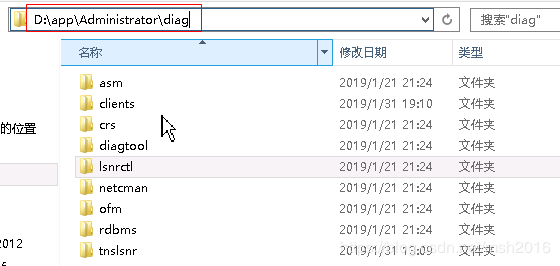 D:\app\Administrator\diag
搜索"diag"
名称 修改日期 类型
asm 2019/1/21 21:24 文件夹
clients 2019/1/31 19:10 文件夹
的位置 crs 2019/1/21 21:24 文件夹
diagtool 2019/1/21 21:24 文件夹
lsnrctl 2019/1/21 21:24 文件夹
netcman 2019/1/21 21:24 文件夹
ofm 2019/1/21 21:24 文件夹
2012 rdbms 2019/1/21 21:24 文件夹
tnslsnr 2019/1/31 :09 文件夹